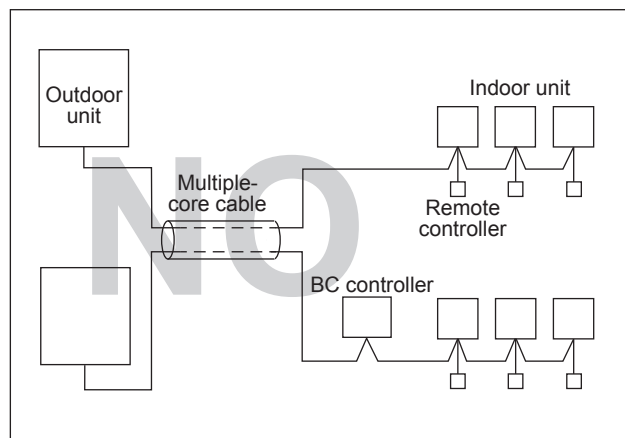 Outdoor
unit
Indoor unit
NO
Multiple-
core cable
Remote
controller
BC controller